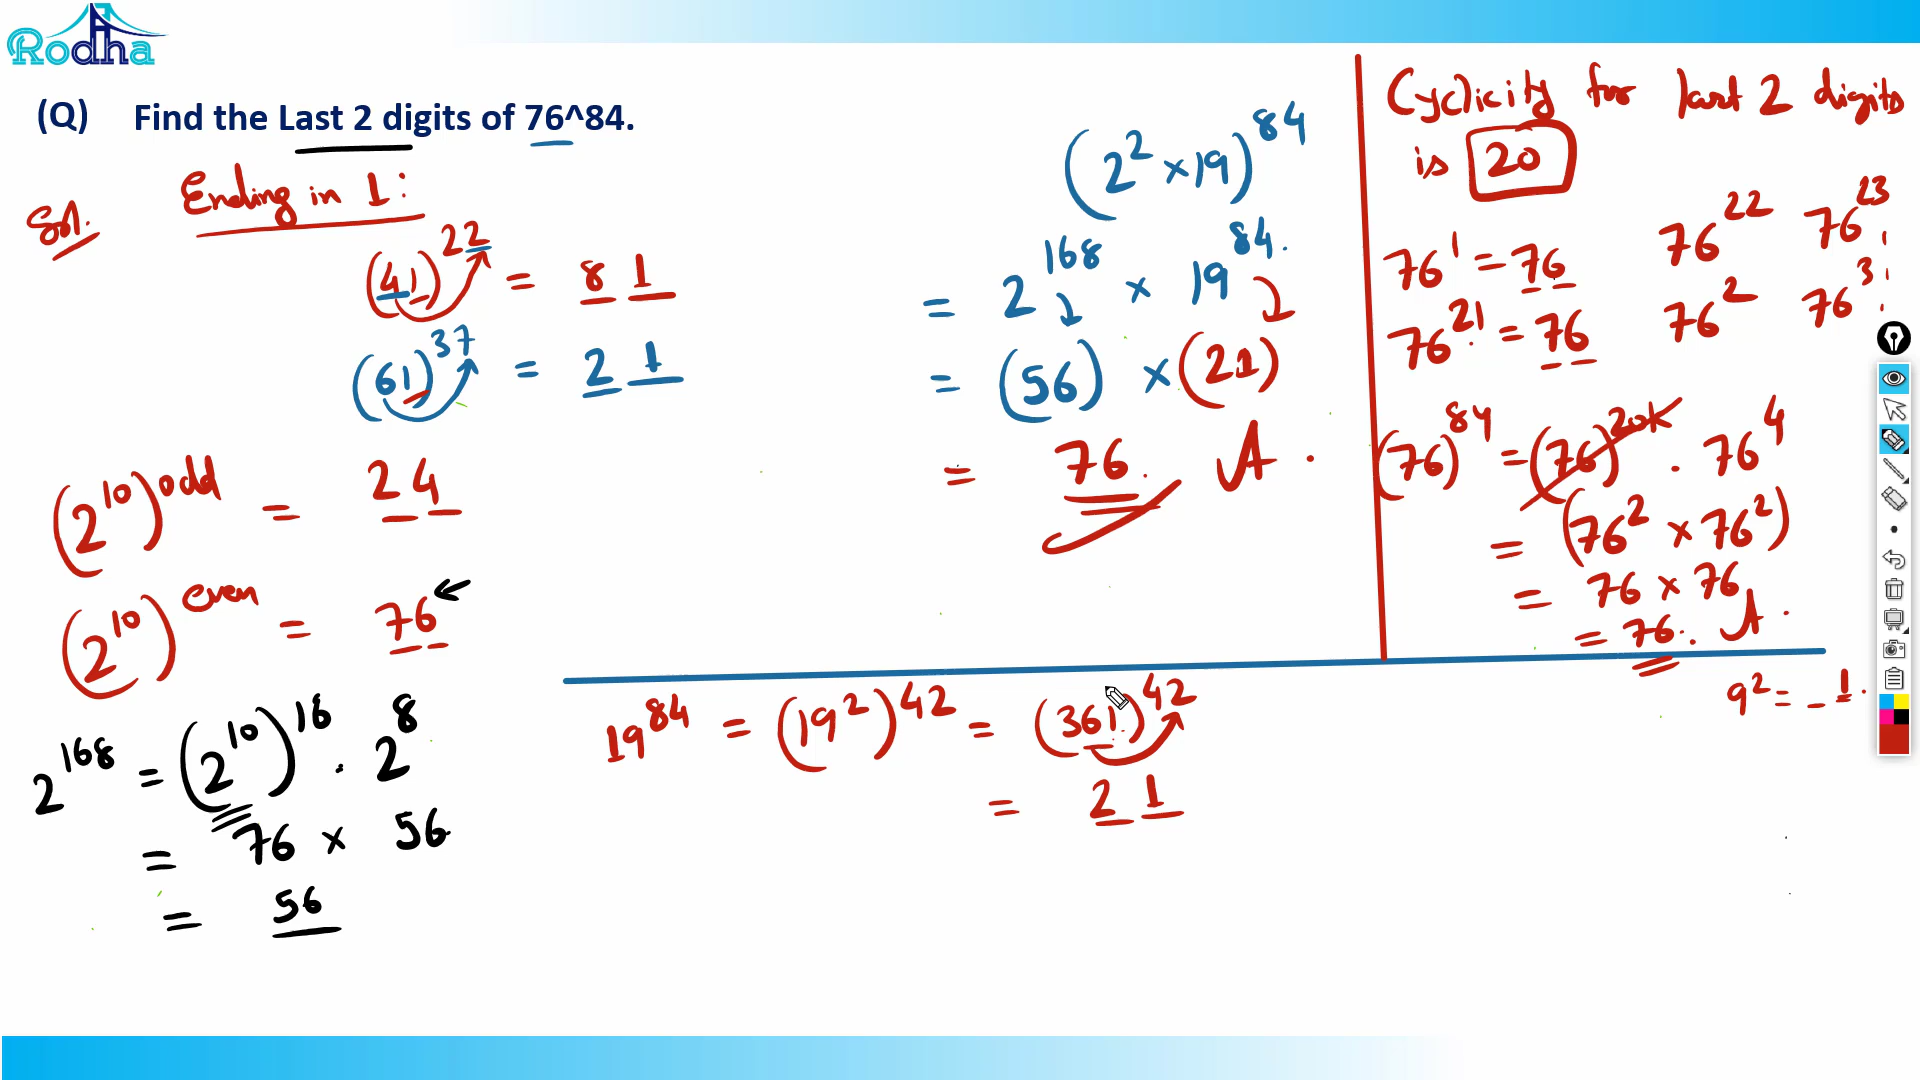 Rodha
(Q) Find the Last 2 digits of 76^84.
Sol. Ending in 1:
(41)^22 = 81
(61)^37 = 21
(2^10)^odd = 24
(2^10)^even = 76 ←
2^168 = (2^10)^16 · 2^8
= 76 × 56
= 56
(2^2 × 19)^84
= 2^168 × 19^84
= (56) × (21)
= 76. A.
Cyclicity for last 2 digits
is 20
76^1 = 76 76^22 76^23
76^21 = 76 76^2 76^3
(76)^84 = (76)^20K · 76^4
= (76^2 × 76^2)
= 76 × 76
= 76. A.
9^2 = _1.
19^84 = (19^2)^42 = (361)^42
= 21